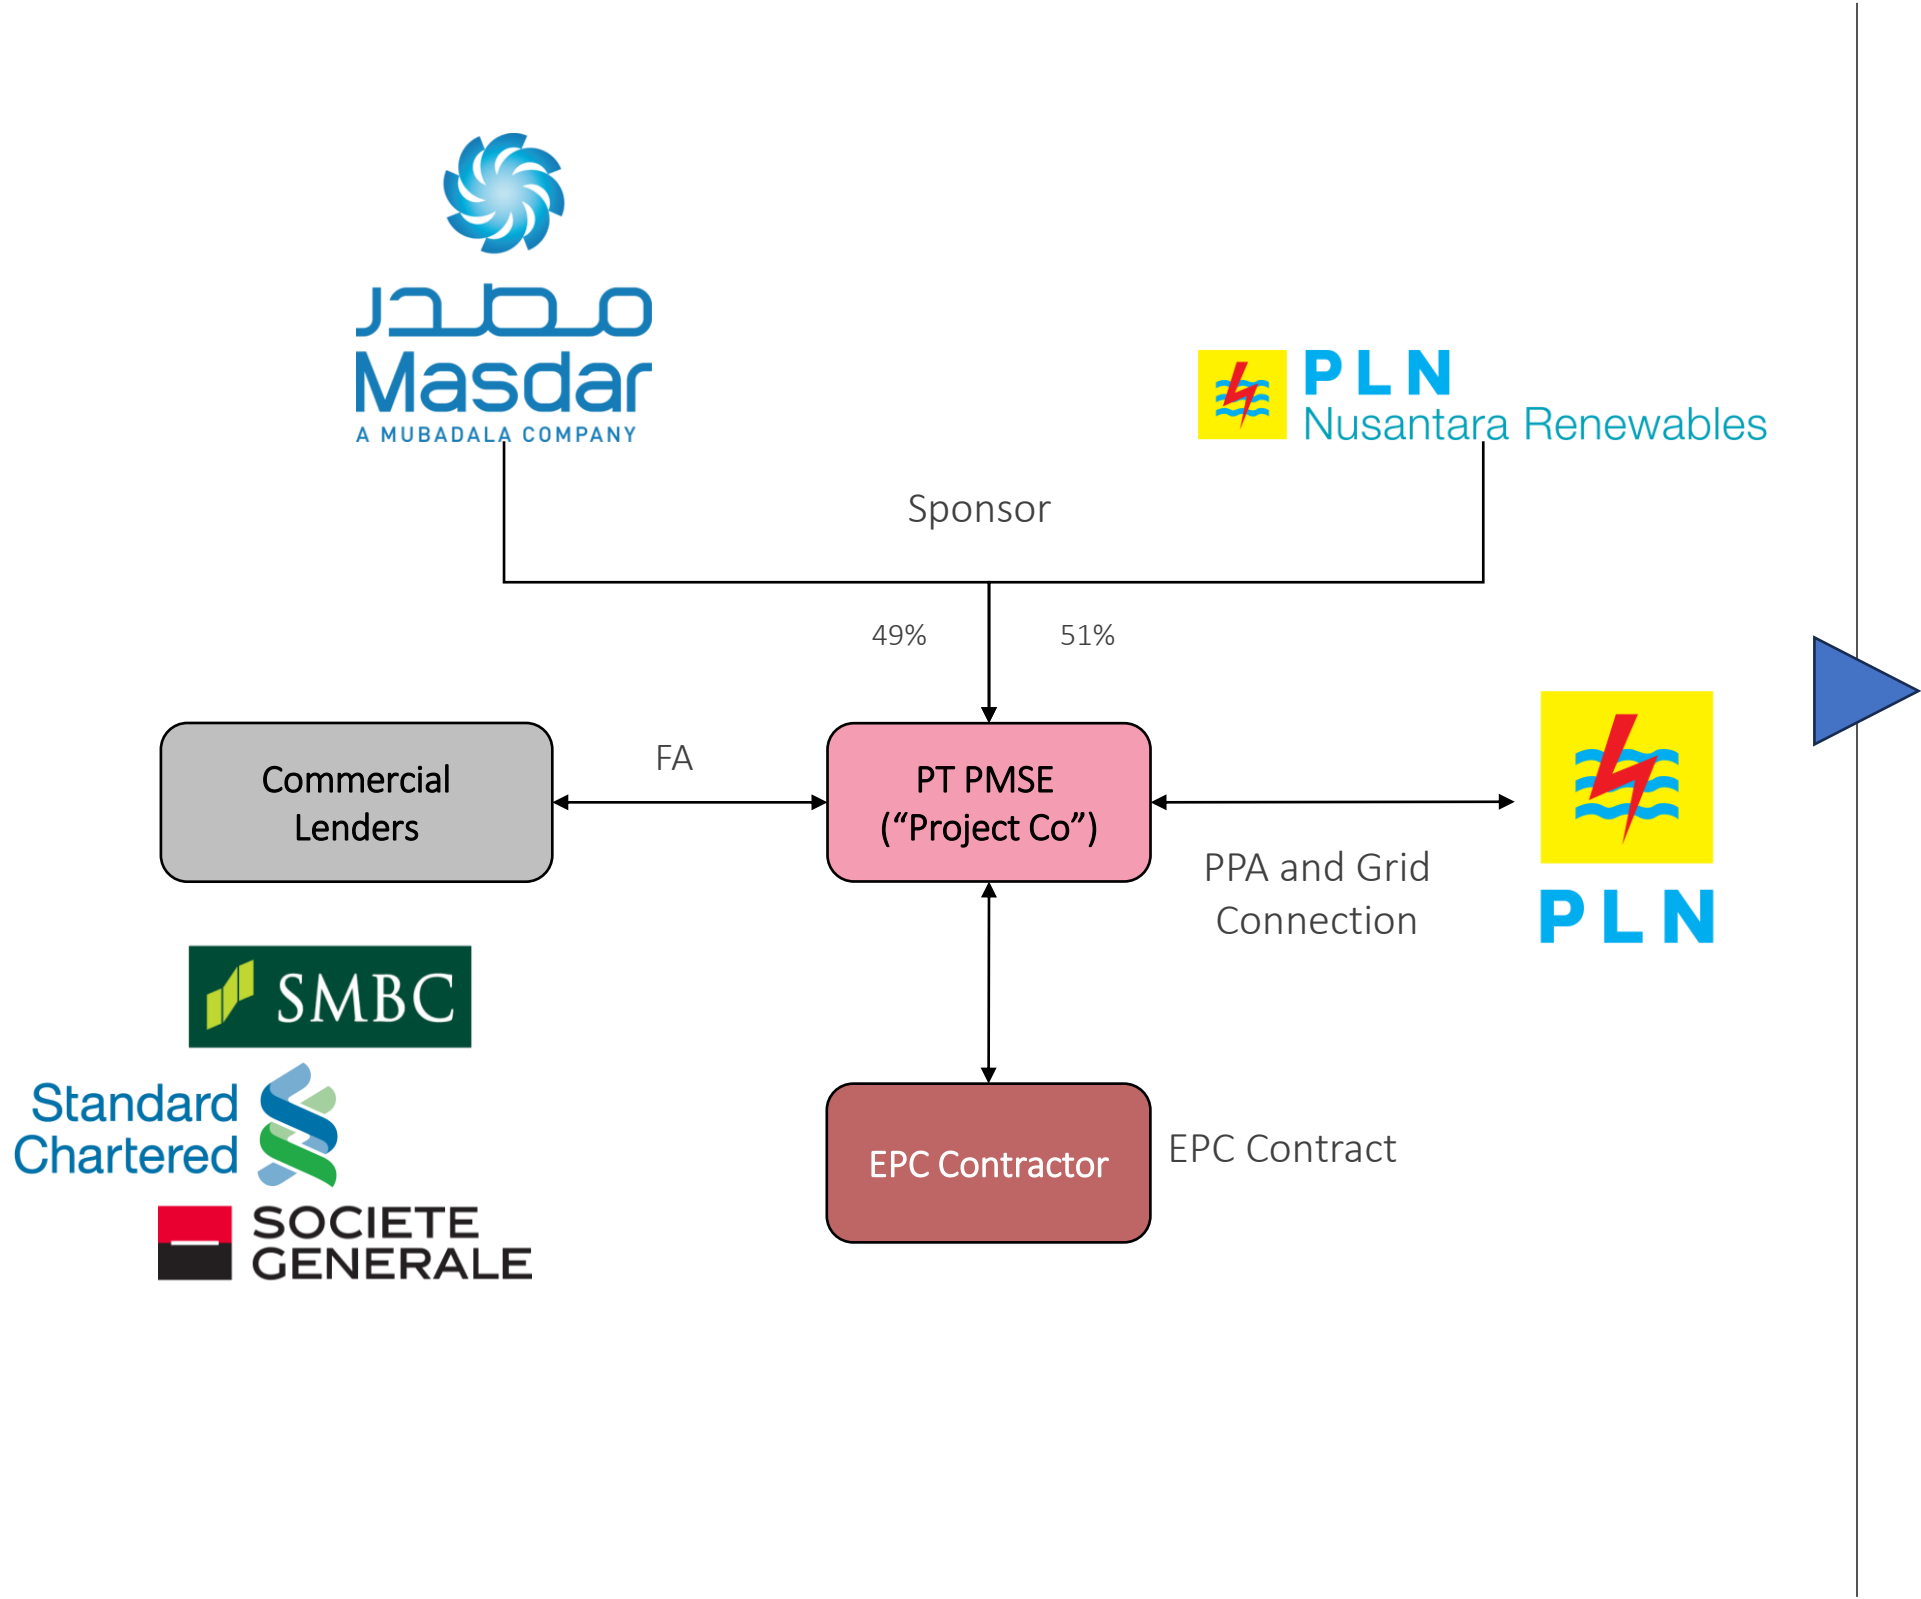 مصدر
Masdar
A MUBADALA COMPANY
PLN
Nusantara Renewables
Sponsor
49%
51%
Commercial
Lenders
FA
PT PMSE
(“Project Co”)
PPA and Grid
Connection
PLN
SMBC
Standard
Chartered
SOCIETE
GENERALE
EPC Contractor
EPC Contract